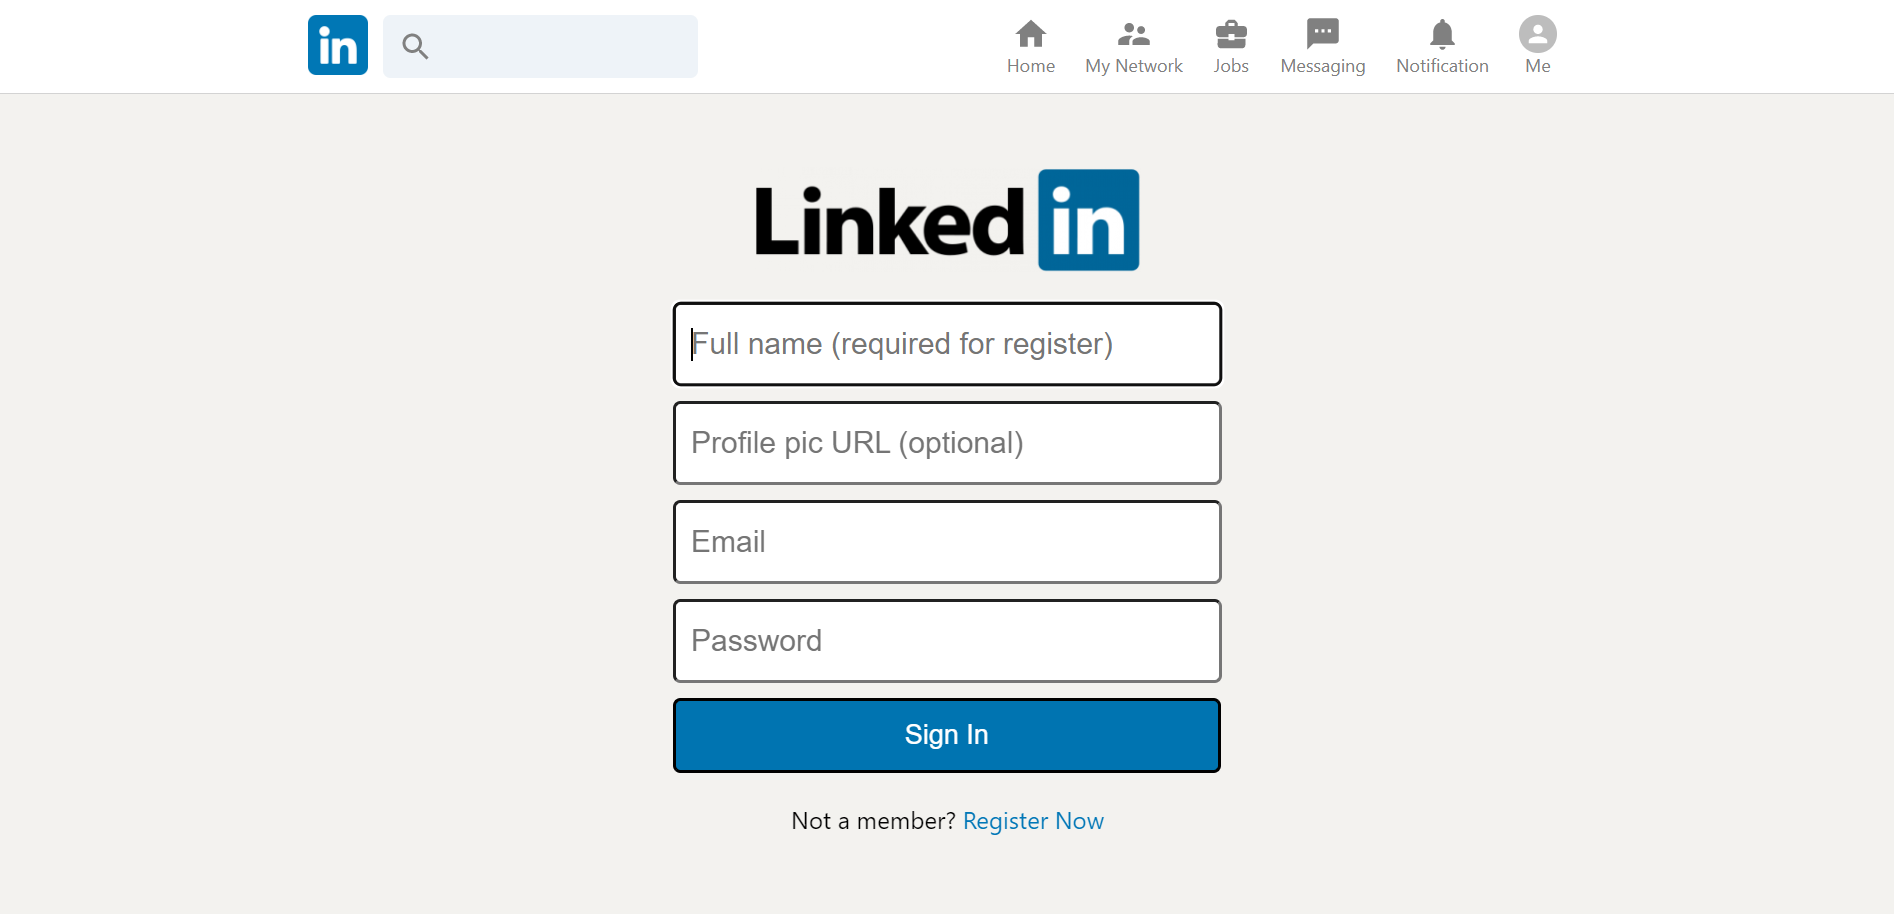 in
Home
My Network
Jobs
Messaging
Notification
Me
Linked in
Full name (required for register)
Profile pic URL (optional)
Email
Password
Sign In
Not a member? Register Now